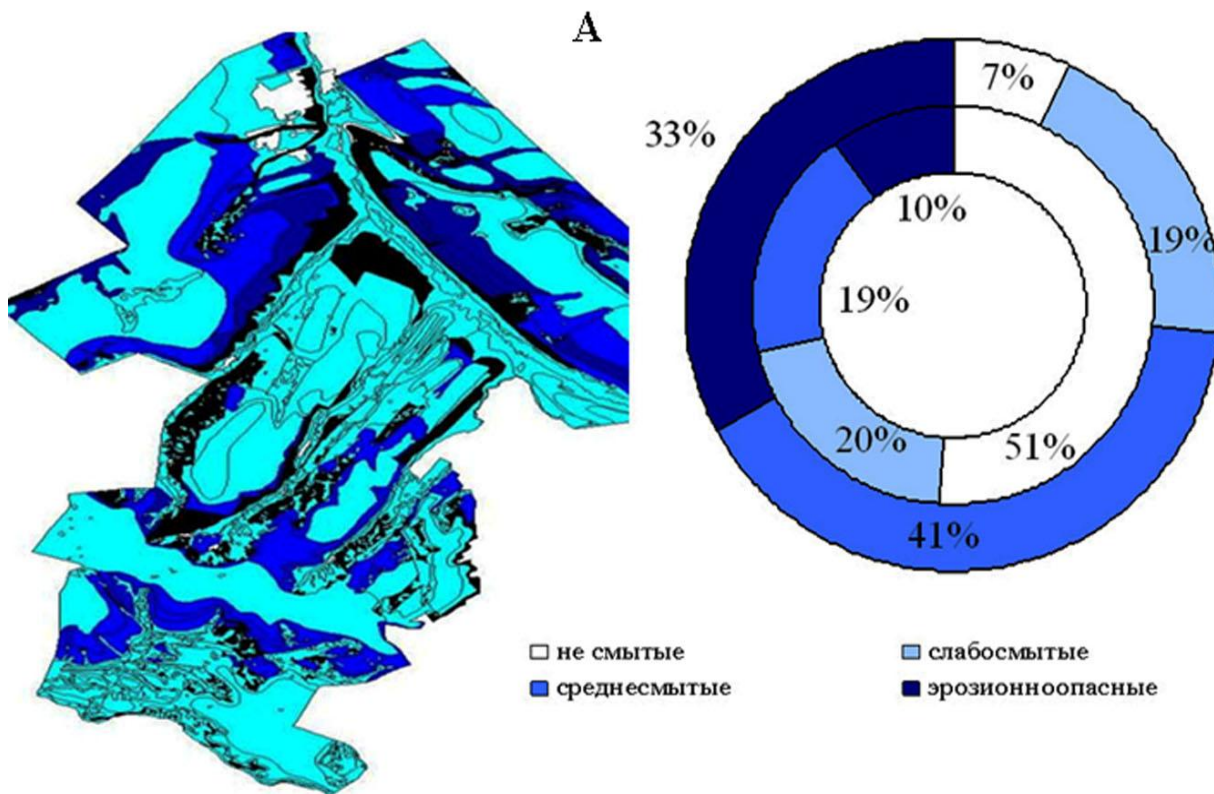 А
7%
33%
10%
19%
19%
20%
51%
41%
не смытые
слабосмытые
среднесмытые
эрозионноопасные